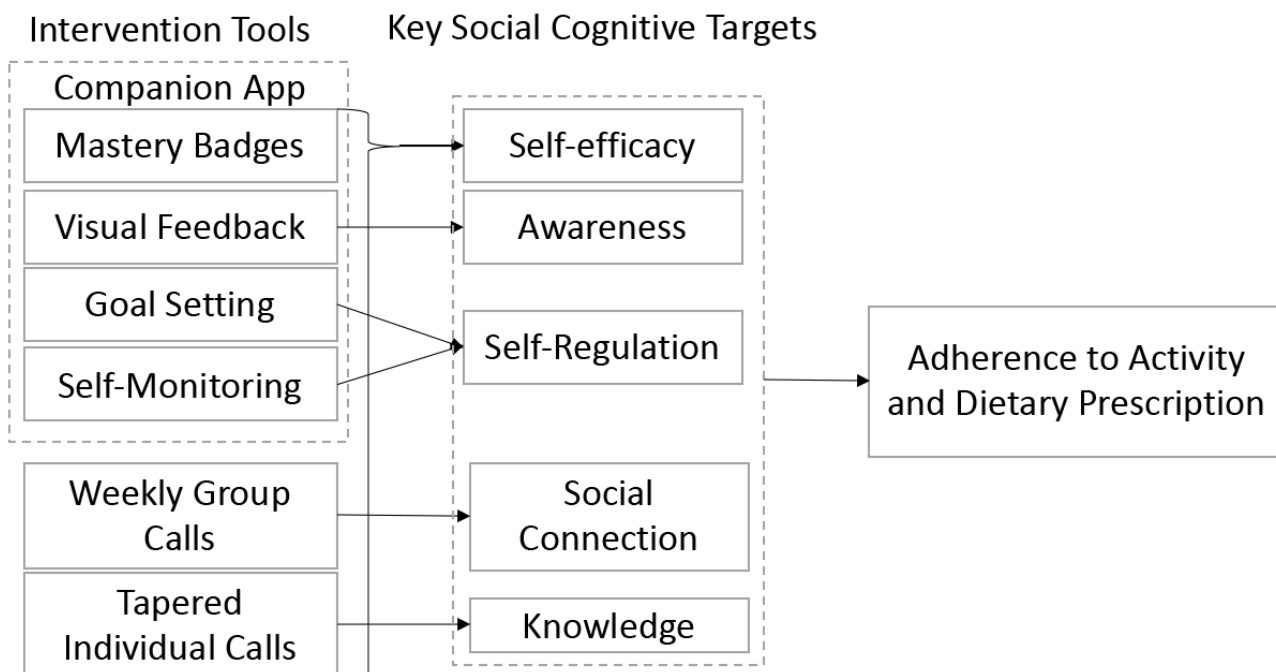 Intervention Tools
Key Social Cognitive Targets
Companion App
Mastery Badges
Visual Feedback
Goal Setting
Self-Monitoring
Weekly Group
Calls
Tapered
Individual Calls
Self-efficacy
Awareness
Self-Regulation
Social
Connection
Knowledge
Adherence to Activity
and Dietary Prescription